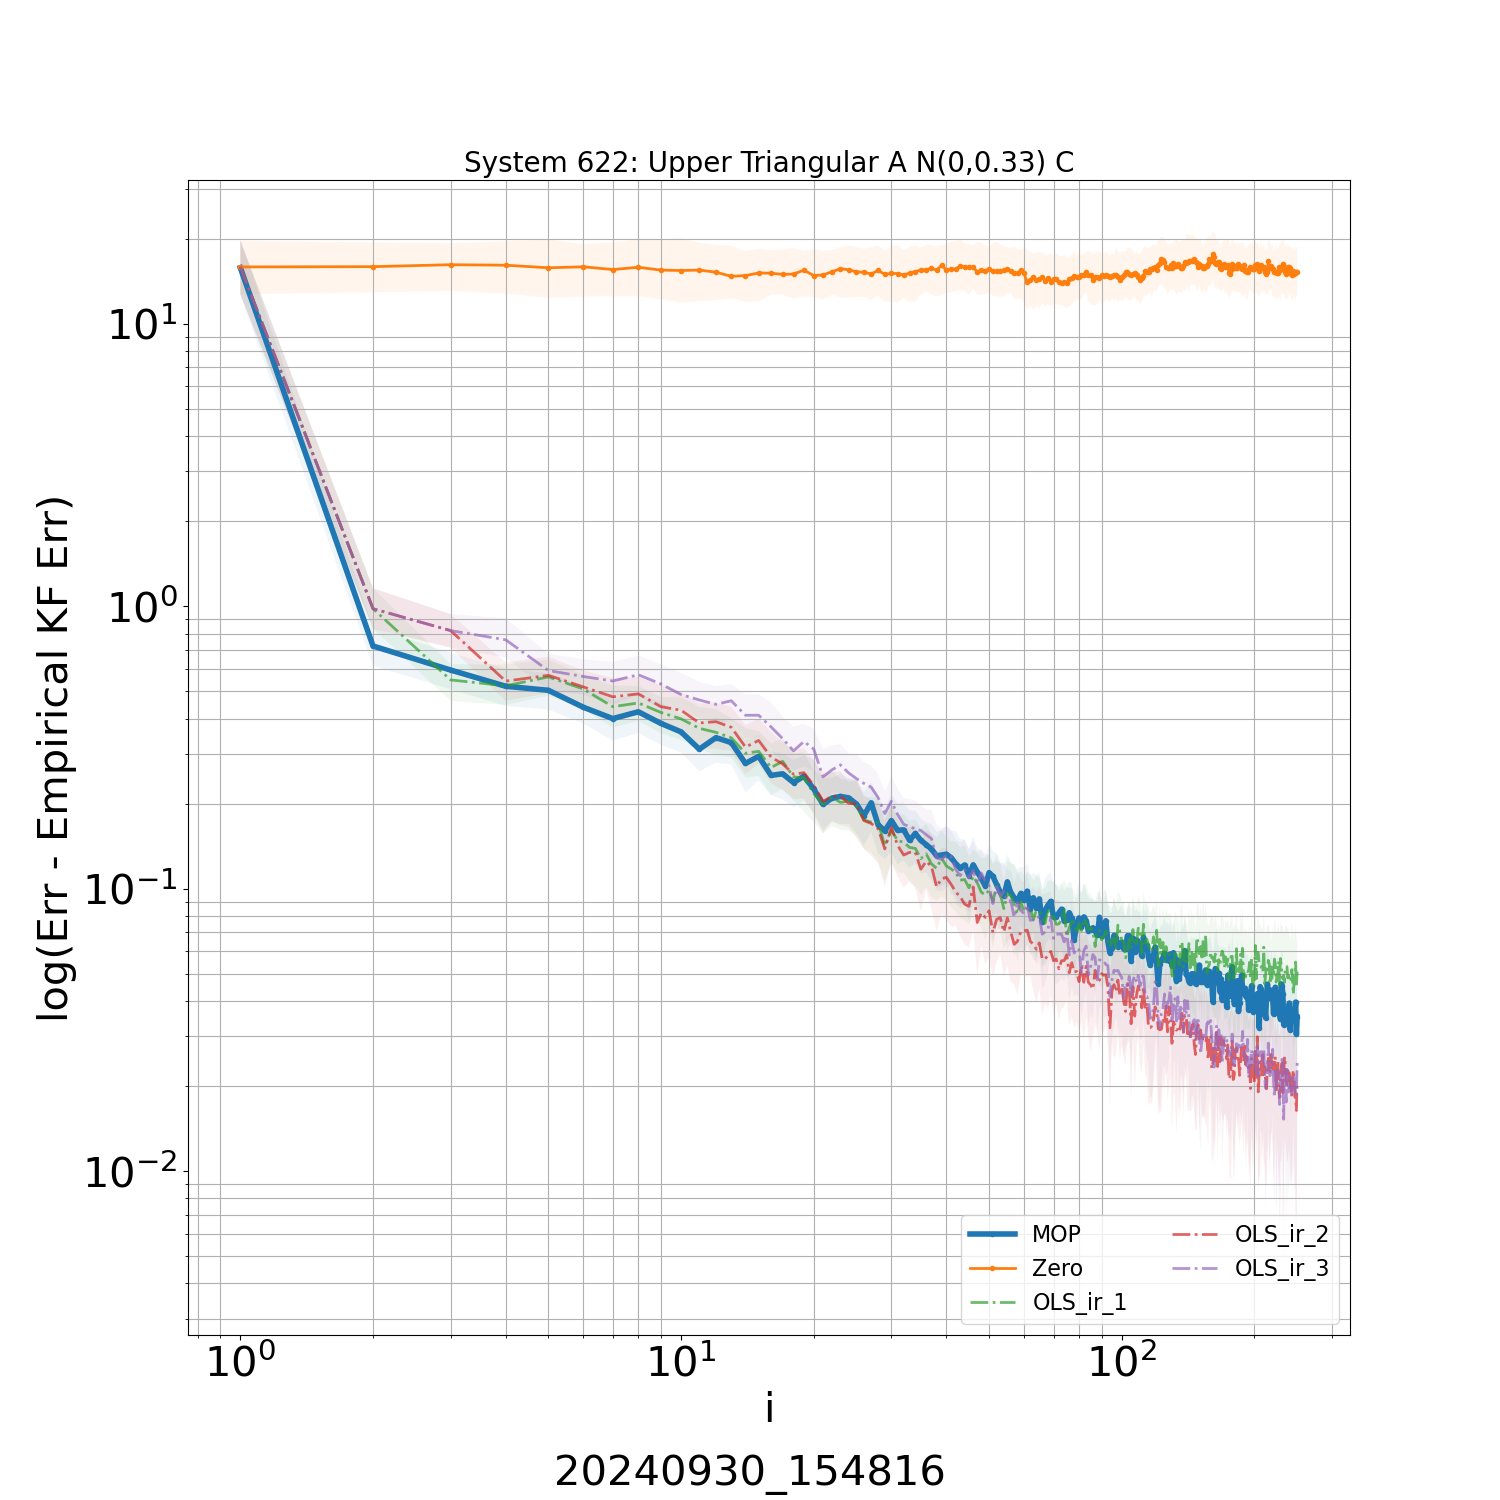 System 622: Upper Triangular A N(0,0.33) C
log(Err - Empirical KF Err)
10¹
10⁰
10⁻¹
10⁻²
10⁰ 10¹ 10²
MOP
Zero
OLS_ir_1
OLS_ir_2
OLS_ir_3
i
20240930_154816